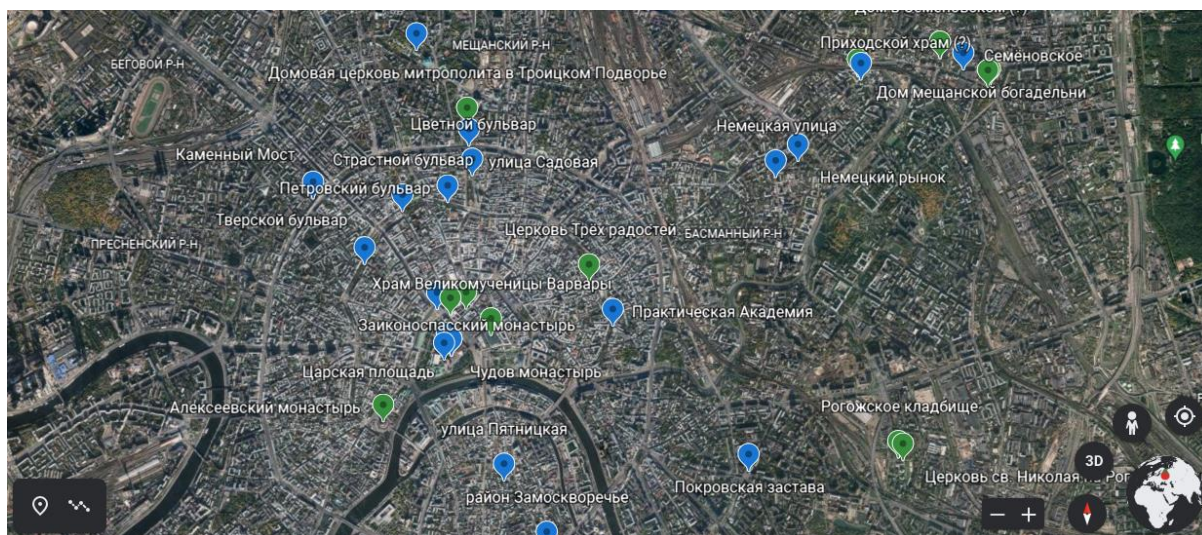 Приходской храм (?)
МЕЩАНСКИЙ Р-Н
Семёновское
БЕГОВОЙ Р-Н
Домовая церковь митрополита в Троицком Подворье
Дом мещанской богадельни
Цветной бульвар
Немецкая улица
Каменный Мост
Страстной бульвар
улица Садовая
Петровский бульвар
Немецкий рынок
Тверской бульвар
Церковь Трёх радостей
БАСМАННЫЙ Р-Н
ПРЕСНЕНСКИЙ Р-Н
Храм Великомученицы Варвары
Практическая Академия
Заиконоспасский монастырь
Царская площадь
Чудов монастырь
Алексеевский монастырь
Рогожское кладбище
улица Пятницкая
3D
Церковь св. Николая
Покровская застава
район Замоскворечье